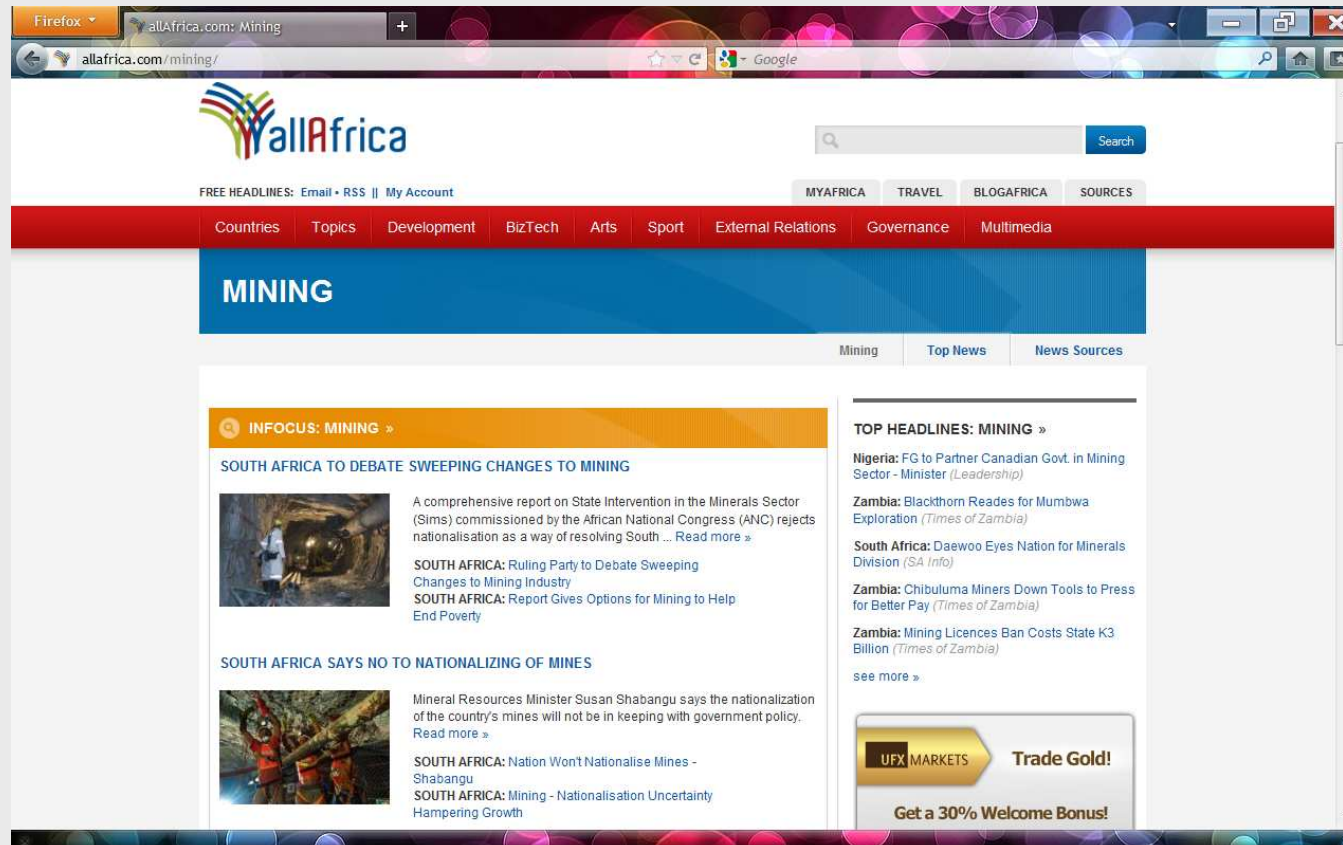 Firefox
allAfrica.com: Mining
+
allafrica.com/mining/
Google
allAfrica
Search
FREE HEADLINES: Email • RSS || My Account
MYAFRICA TRAVEL BLOGAFRICA SOURCES
Countries Topics Development BizTech Arts Sport External Relations Governance Multimedia
MINING
Mining Top News News Sources
INFOCUS: MINING »
SOUTH AFRICA TO DEBATE SWEEPING CHANGES TO MINING
A comprehensive report on State Intervention in the Minerals Sector
(Sims) commissioned by the African National Congress (ANC) rejects
nationalisation as a way of resolving South ... Read more »
SOUTH AFRICA: Ruling Party to Debate Sweeping
Changes to Mining Industry
SOUTH AFRICA: Report Gives Options for Mining to Help
End Poverty
SOUTH AFRICA SAYS NO TO NATIONALIZING OF MINES
Mineral Resources Minister Susan Shabangu says the nationalization
of the country's mines will not be in keeping with government policy.
Read more »
SOUTH AFRICA: Nation Won't Nationalise Mines -
Shabangu
SOUTH AFRICA: Mining - Nationalisation Uncertainty
Hampering Growth
TOP HEADLINES: MINING »
Nigeria: FG to Partner Canadian Govt. in Mining
Sector - Minister (Leadership)
Zambia: Blackthorn Reades for Mumbwa
Exploration (Times of Zambia)
South Africa: Daewoo Eyes Nation for Minerals
Division (SA Info)
Zambia: Chibuluma Miners Down Tools to Press
for Better Pay (Times of Zambia)
Zambia: Mining Licences Ban Costs State K3
Billion (Times of Zambia)
see more »
UFX MARKETS Trade Gold!
Get a 30% Welcome Bonus!